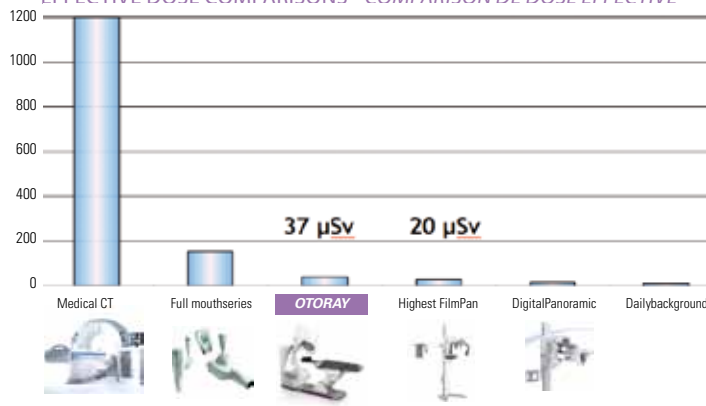 EFFECTIVE DOSE COMPARISONS - COMPARISON DE DOSE EFFECTIVE
1200
1000
800
600
400
200
0
37 µSv
20 µSv
Medical CT
Full mouthseries
OTORAY
Highest FilmPan
DigitalPanoramic
Dailybackground